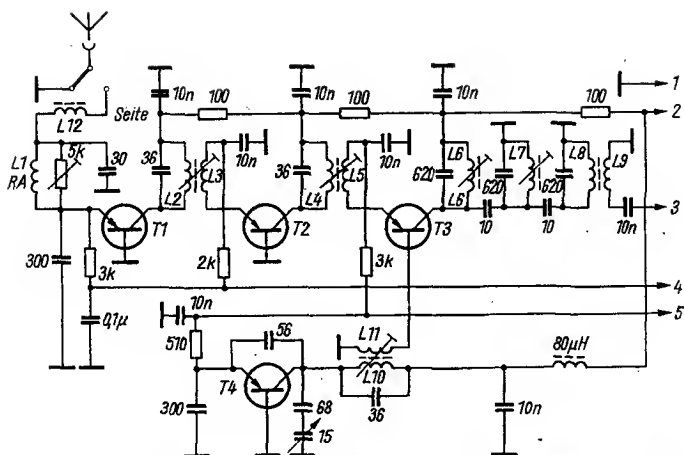 10n 100 10n 100 10n 100 1
2
L12 Seite
L1 RA 5k 30 36 L2 L3 10n 36 L4 L5 10n 620 L6 L6 L7 620 L8 620 L9
10 10 10n 3
T1 T2 T3
300 3k 2k 3k 4
0,1µ 10n 5
510 56 L11 80µH
300 T4 68 L10 36 10n
15